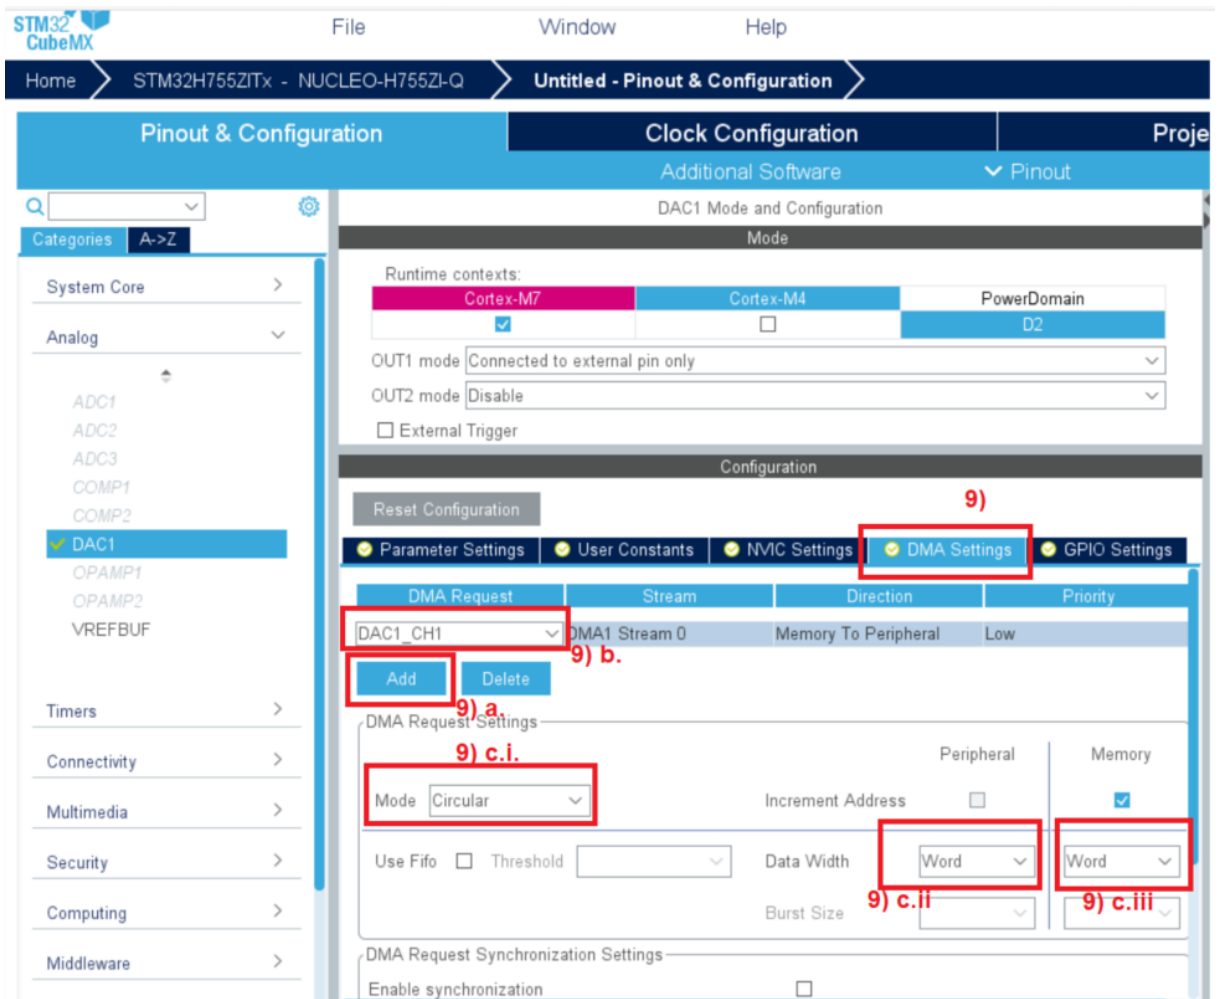 STM32
CubeMX
File Window Help
Home STM32H755ZITx - NUCLEO-H755ZI-Q Untitled - Pinout & Configuration
Pinout & Configuration Clock Configuration Proje
Additional Software Pinout
DAC1 Mode and Configuration
Categories A->Z
Mode
System Core
Analog
ADC1
ADC2
ADC3
COMP1
COMP2
DAC1
OPAMP1
OPAMP2
VREFBUF
Timers
Connectivity
Multimedia
Security
Computing
Middleware
Runtime contexts:
Cortex-M7 Cortex-M4 PowerDomain
D2
OUT1 mode Connected to external pin only
OUT2 mode Disable
External Trigger
Configuration
Reset Configuration
9)
Parameter Settings User Constants NVIC Settings DMA Settings GPIO Settings
DMA Request Stream Direction Priority
DAC1_CH1 DMA1 Stream 0 Memory To Peripheral Low
9) b.
Add Delete
9) a.
DMA Request Settings
9) c.i.
Peripheral Memory
Mode Circular Increment Address
Use Fifo Threshold Data Width Word Word
9) c.ii 9) c.iii
Burst Size
DMA Request Synchronization Settings
Enable synchronization